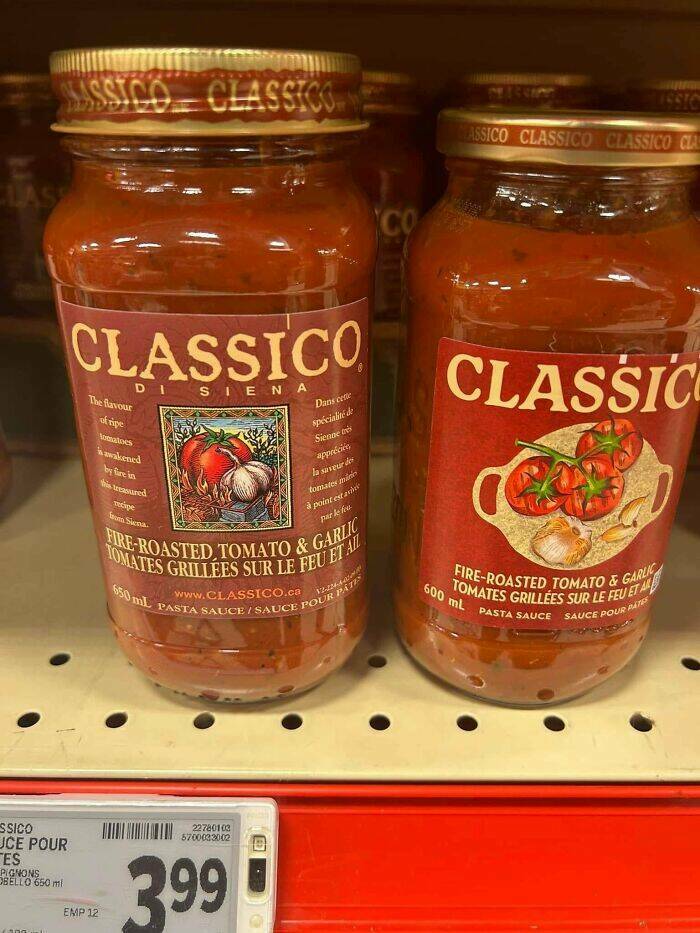 CLASSICO CLASSICO
CLASSICO CLASSICO CLASSICO
CLASSICO
DI SIENA
The flavour
of ripe
tomatoes
is awakened
by fire in
this treasured
recipe
from Siena.
Dans cette
spécialité de
Sienne très
appréciée,
la saveur des
tomates mûries
à point est avivée
par le feu.
FIRE-ROASTED TOMATO & GARLIC
TOMATES GRILLÉES SUR LE FEU ET AIL
www.CLASSICO.ca
650 mL PASTA SAUCE / SAUCE POUR PÂTES
CLASSICO
FIRE-ROASTED TOMATO & GARLIC
TOMATES GRILLÉES SUR LE FEU ET AIL
600 mL
PASTA SAUCE SAUCE POUR PÂTES
SSICO
UCE POUR
TES
PIGNONS
OBELLO 650 ml
22780103
5700033002
EMP 12
3 99